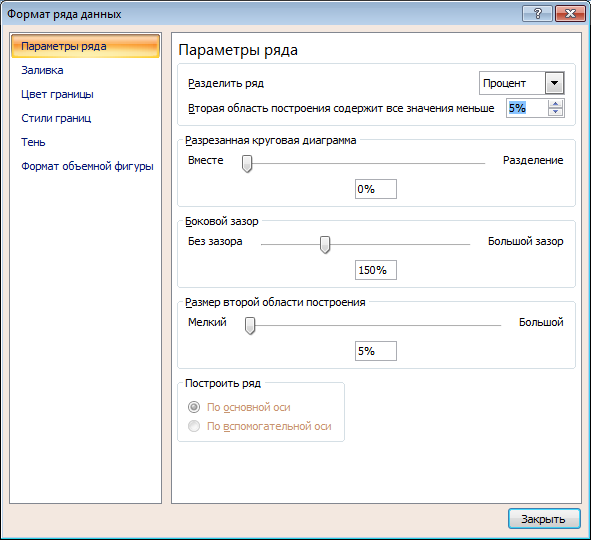 Формат ряда данных
Параметры ряда
Заливка
Цвет границы
Стили границ
Тень
Формат объемной фигуры
Параметры ряда
Разделить ряд Процент
Вторая область построения содержит все значения меньше 5%
Разрезанная круговая диаграмма
Вместе Разделение
0%
Боковой зазор
Без зазора Большой зазор
150%
Размер второй области построения
Мелкий Большой
5%
Построить ряд
По основной оси
По вспомогательной оси
Закрыть